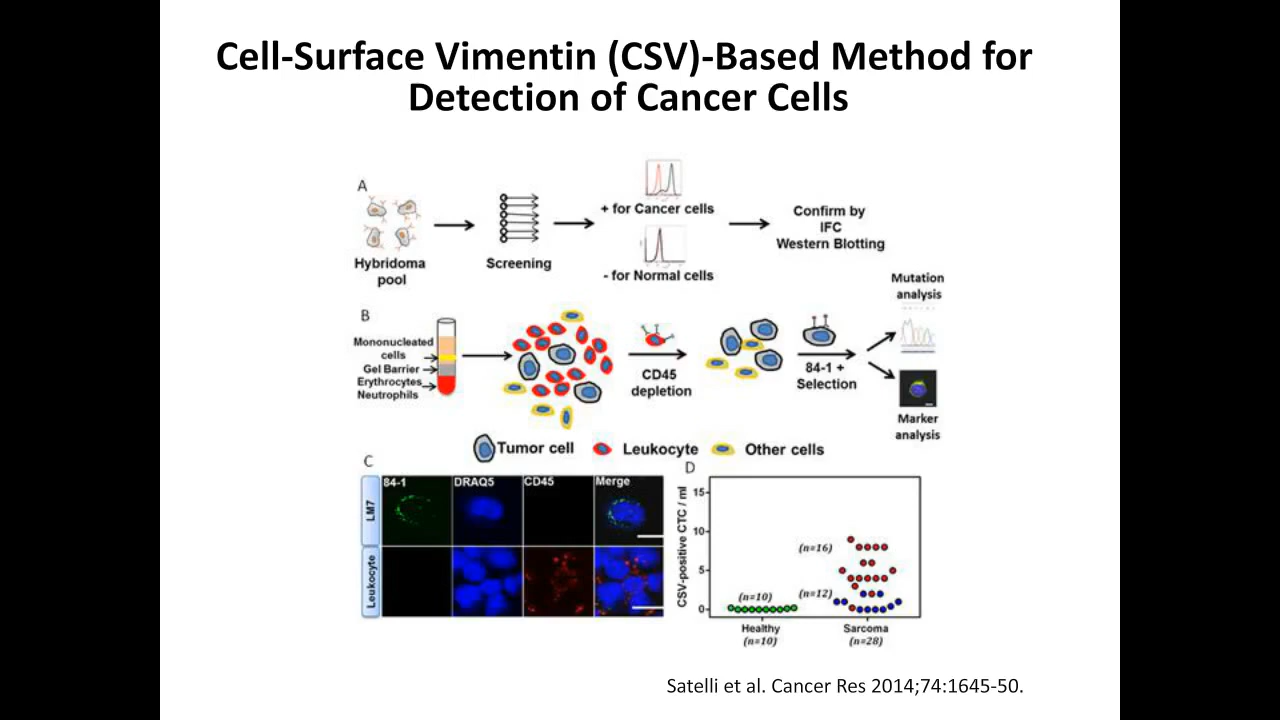 Cell-Surface Vimentin (CSV)-Based Method for
Detection of Cancer Cells
A
Hybridoma
pool
Screening
+ for Cancer cells
- for Normal cells
Confirm by
IFC
Western Blotting
B
Mononucleated
cells
Gel Barrier
Erythrocytes
Neutrophils
CD45
depletion
84-1 +
Selection
Mutation
analysis
Marker
analysis
Tumor cell
Leukocyte
Other cells
C
84-1
DRAQ5
CD45
Merge
LM7
Leukocyte
D
CSV-positive CTC / ml
15
10
5
0
(n=10)
(n=16)
(n=12)
Healthy
(n=10)
Sarcoma
(n=28)
Satelli et al. Cancer Res 2014;74:1645-50.